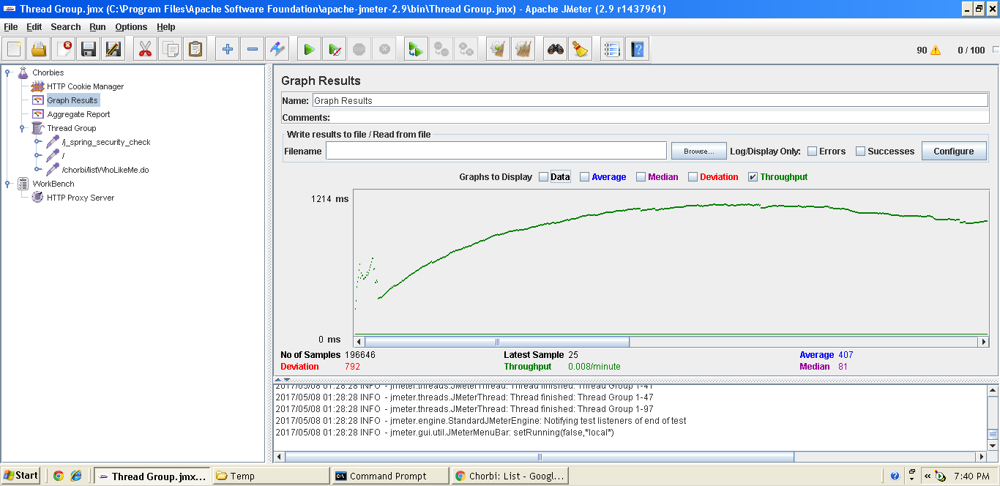 Thread Group.jmx (C:\Program Files\Apache Software Foundation\apache-jmeter-2.9\bin\Thread Group.jmx) - Apache JMeter (2.9 r1437961)
File Edit Search Run Options Help
90 0 / 100
Chorbies
HTTP Cookie Manager
Graph Results
Aggregate Report
Thread Group
/j_spring_security_check
/
/chorbi/listWhoLikeMe.do
WorkBench
HTTP Proxy Server
Graph Results
Name: Graph Results
Comments:
Write results to file / Read from file
Filename Browse... Log/Display Only: Errors Successes Configure
Graphs to Display Data Average Median Deviation Throughput
1214 ms
0 ms
No of Samples 196646 Latest Sample 25 Average 407
Deviation 792 Throughput 0.008/minute Median 81
2017/05/08 01:28:28 INFO - jmeter.threads.JMeterThread: Thread finished: Thread Group 1-41
2017/05/08 01:28:28 INFO - jmeter.threads.JMeterThread: Thread finished: Thread Group 1-47
2017/05/08 01:28:28 INFO - jmeter.threads.JMeterThread: Thread finished: Thread Group 1-97
2017/05/08 01:28:28 INFO - jmeter.engine.StandardJMeterEngine: Notifying test listeners of end of test
2017/05/08 01:28:28 INFO - jmeter.gui.util.JMeterMenuBar: setRunning(false,*local*)
Start Thread Group.jmx... Temp Command Prompt Chorbi: List - Googl... 7:40 PM